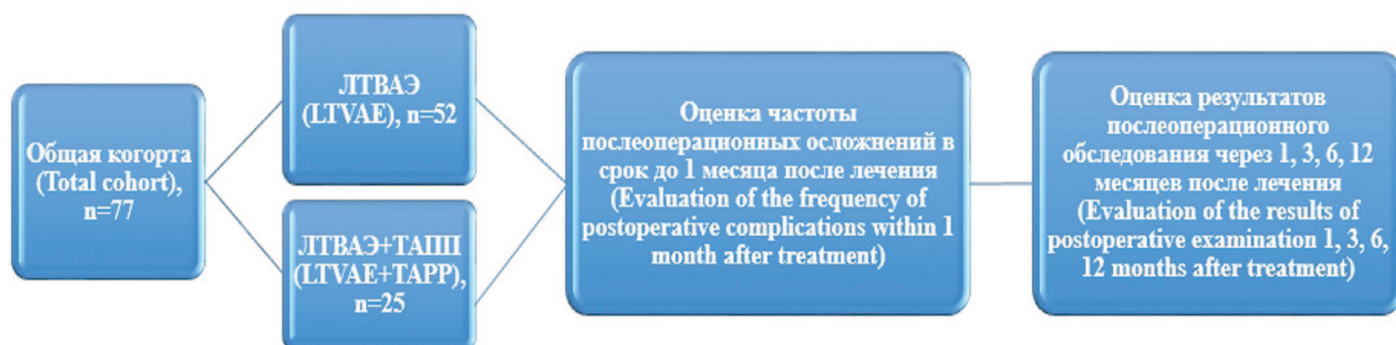 Общая когорта
(Total cohort),
n=77
ЛТВАЭ
(LTVAE), n=52
ЛТВАЭ+ТАПП
(LTVAE+TAPP),
n=25
Оценка частоты
послеоперационных осложнений в
срок до 1 месяца после лечения
(Evaluation of the frequency of
postoperative complications within 1
month after treatment)
Оценка результатов
послеоперационного
обследования через 1, 3, 6, 12
месяцев после лечения
(Evaluation of the results of
postoperative examination 1, 3, 6,
12 months after treatment)